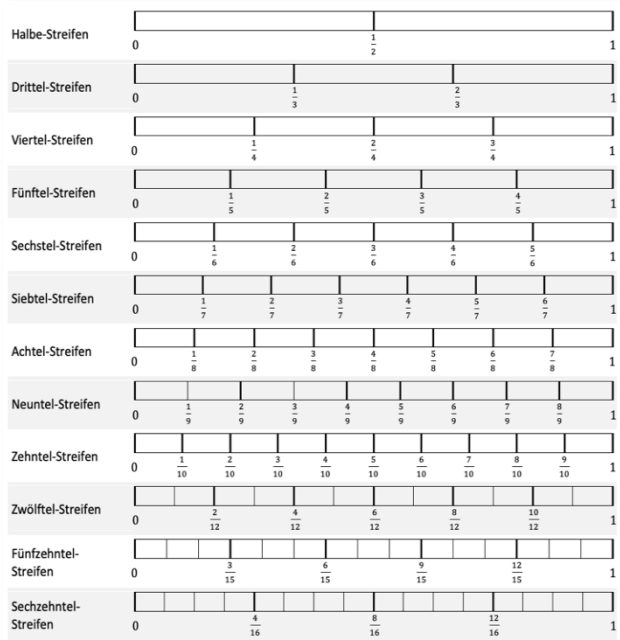 Halbe-Streifen
0 1/2 1
Drittel-Streifen
0 1/3 2/3 1
Viertel-Streifen
0 1/4 2/4 3/4 1
Fünftel-Streifen
0 1/5 2/5 3/5 4/5 1
Sechstel-Streifen
0 1/6 2/6 3/6 4/6 5/6 1
Siebtel-Streifen
0 1/7 2/7 3/7 4/7 5/7 6/7 1
Achtel-Streifen
0 1/8 2/8 3/8 4/8 5/8 6/8 7/8 1
Neuntel-Streifen
0 1/9 2/9 3/9 4/9 5/9 6/9 7/9 8/9 1
Zehntel-Streifen
0 1/10 2/10 3/10 4/10 5/10 6/10 7/10 8/10 9/10 1
Zwölftel-Streifen
0 2/12 4/12 6/12 8/12 10/12 1
Fünfzehntel-
Streifen
0 3/15 6/15 9/15 12/15 1
Sechzehntel-
Streifen
0 4/16 8/16 12/16 1